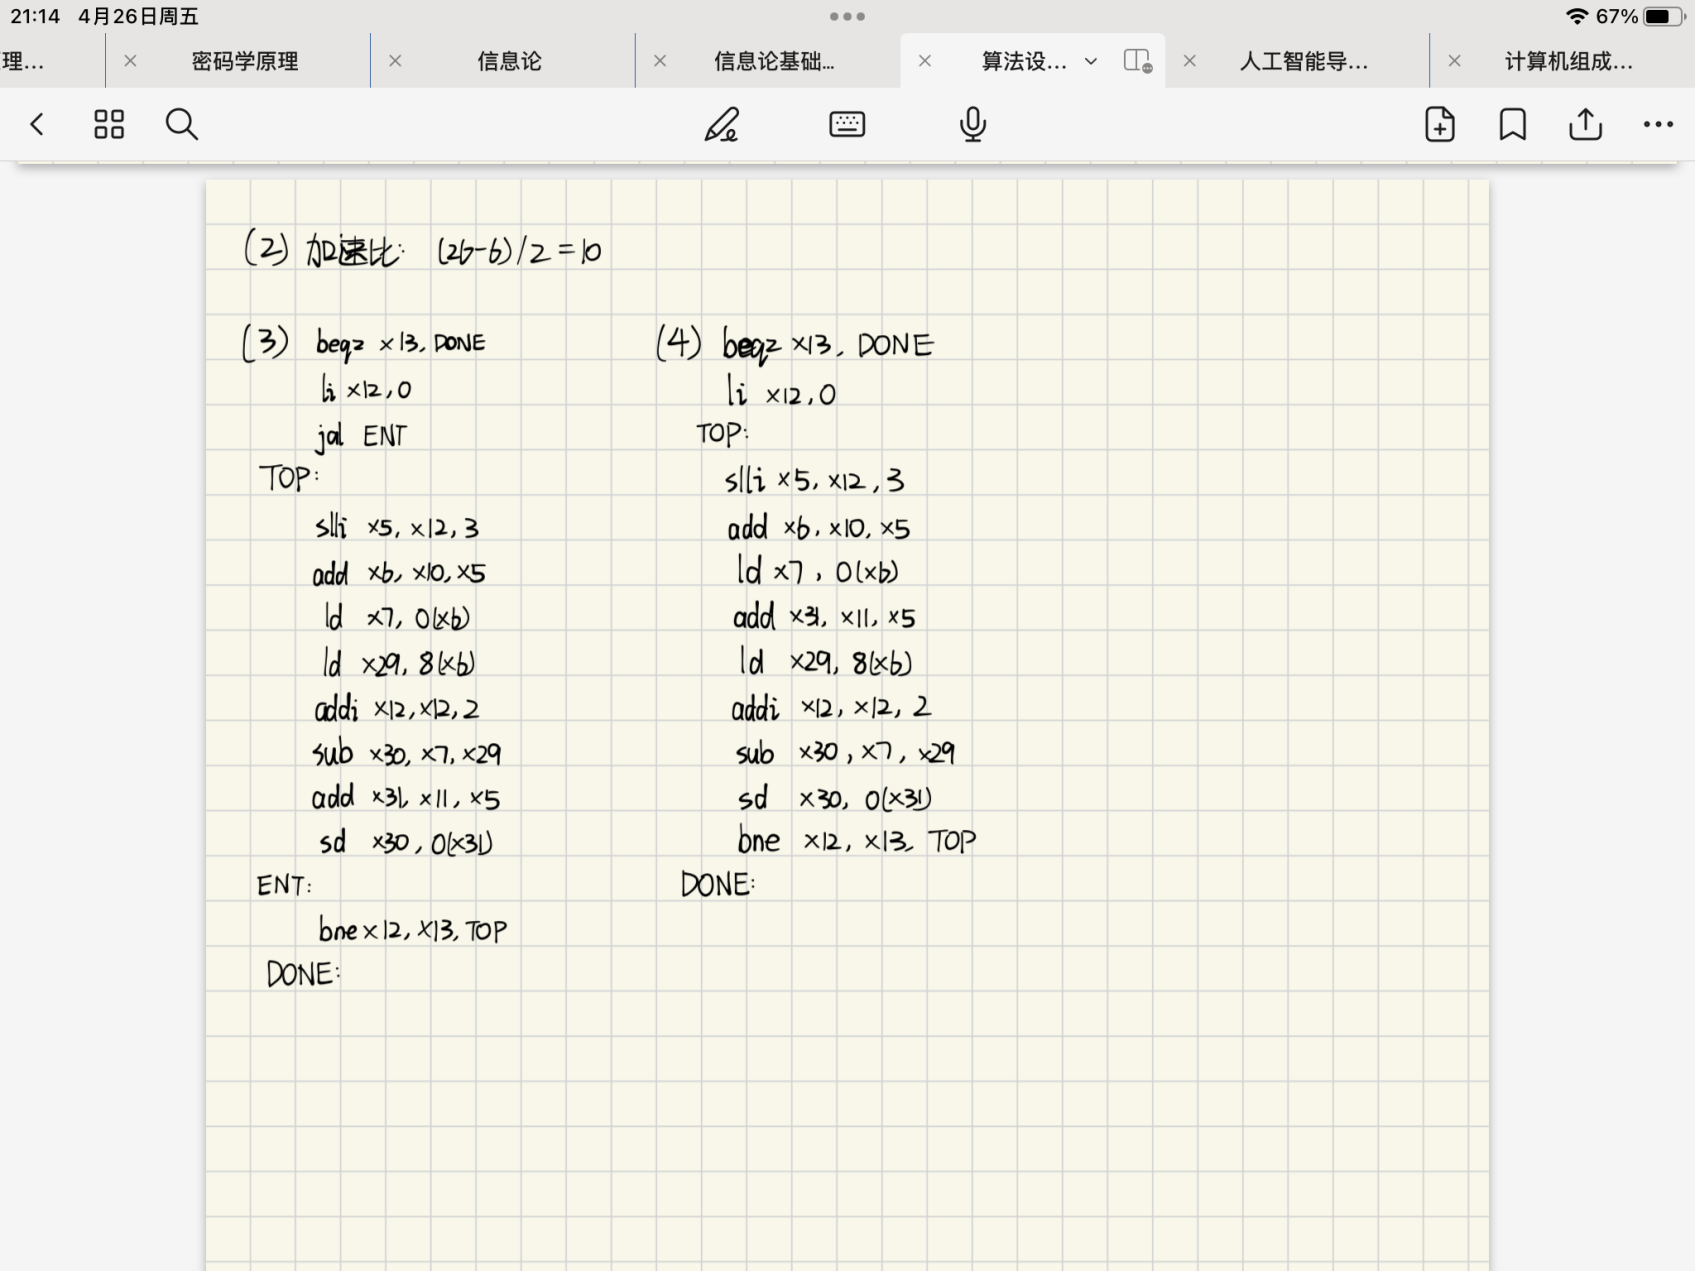 21:14 4月26日周五
67%
理... 密码学原理 信息论 信息论基础... 算法设... 人工智能导... 计算机组成...
(2) 加速比: (26-6)/2=10
(3) beqz x13, DONE
li x12,0
jal ENT
TOP:
slli x5, x12, 3
add x6, x10, x5
ld x7, 0(x6)
ld x29, 8(x6)
addi x12, x12, 2
sub x30, x7, x29
add x31, x11, x5
sd x30, 0(x31)
ENT:
bne x12, x13, TOP
DONE:
(4) beqz x13, DONE
li x12,0
TOP:
slli x5, x12, 3
add x6, x10, x5
ld x7, 0(x6)
add x31, x11, x5
ld x29, 8(x6)
addi x12, x12, 2
sub x30, x7, x29
sd x30, 0(x31)
bne x12, x13, TOP
DONE: